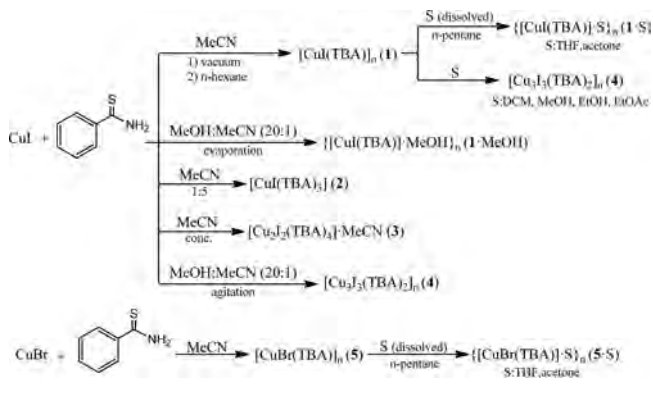 S (dissolved)
n-pentane
{[CuI(TBA)]·S}n (1·S)
S:THF,acetone
MeCN
1) vacuum
2) n-hexane
[CuI(TBA)]n (1)
S
[Cu3I3(TBA)2]n (4)
S:DCM, MeOH, EtOH, EtOAc
S
NH2
CuI +
MeOH:MeCN (20:1)
evaporation
{[CuI(TBA)]·MeOH}n (1·MeOH)
MeCN
1:5
[CuI(TBA)3] (2)
MeCN
conc.
[Cu2I2(TBA)4]·MeCN (3)
MeOH:MeCN (20:1)
agitation
[Cu3I3(TBA)2]n (4)
S
NH2
CuBr +
MeCN
[CuBr(TBA)]n (5)
S (dissolved)
n-pentane
{[CuBr(TBA)]·S}n (5·S)
S:THF,acetone